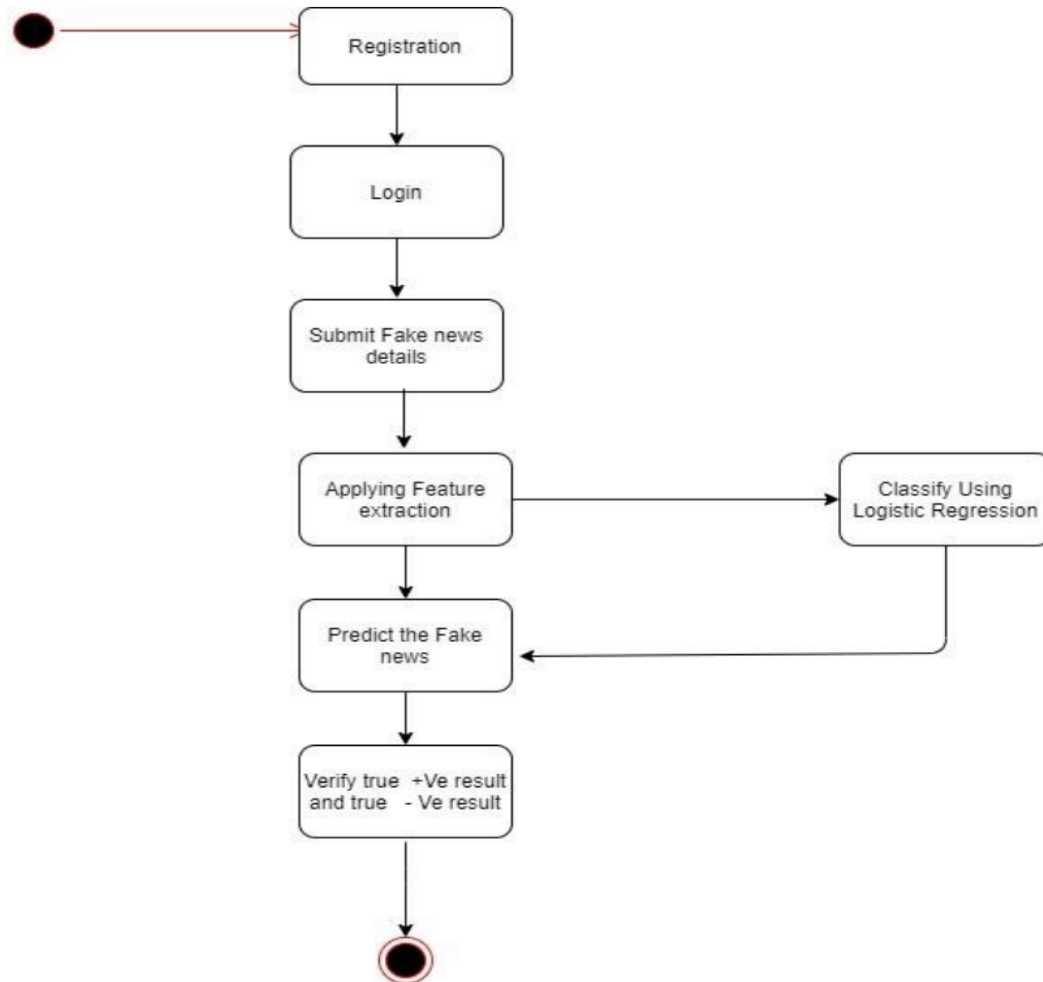 Registration
Login
Submit Fake news
details
Applying Feature
extraction
Classify Using
Logistic Regression
Predict the Fake
news
Verify true +Ve result
and true - Ve result